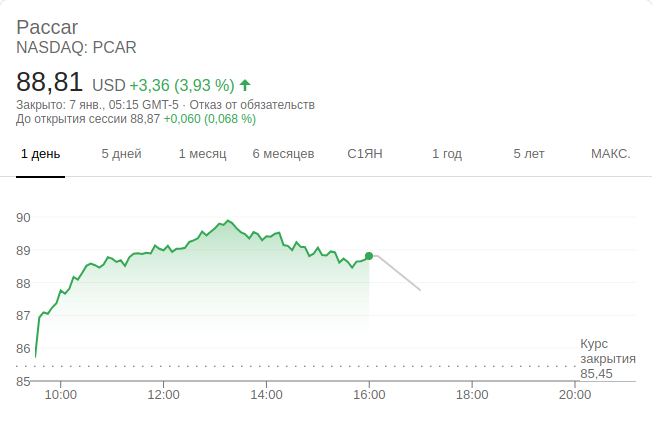 Paccar
NASDAQ: PCAR
88,81 USD +3,36 (3,93 %)
Закрыто: 7 янв., 05:15 GMT-5 · Отказ от обязательств
До открытия сессии 88,87 +0,060 (0,068 %)
1 день 5 дней 1 месяц 6 месяцев С1ЯН 1 год 5 лет МАКС.
90
89
88
87
86
Курс
закрытия
85,45
85
10:00 12:00 14:00 16:00 18:00 20:00